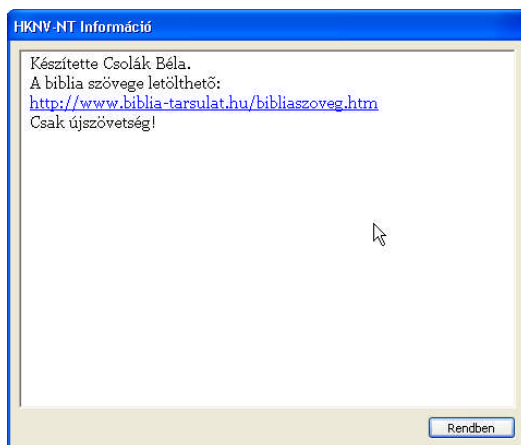 HKNV-NT Információ
Készítette Csolák Béla.
A biblia szövege letölthető:
http://www.biblia-tarsulat.hu/bibliaszoveg.htm
Csak újszövetség!
Rendben